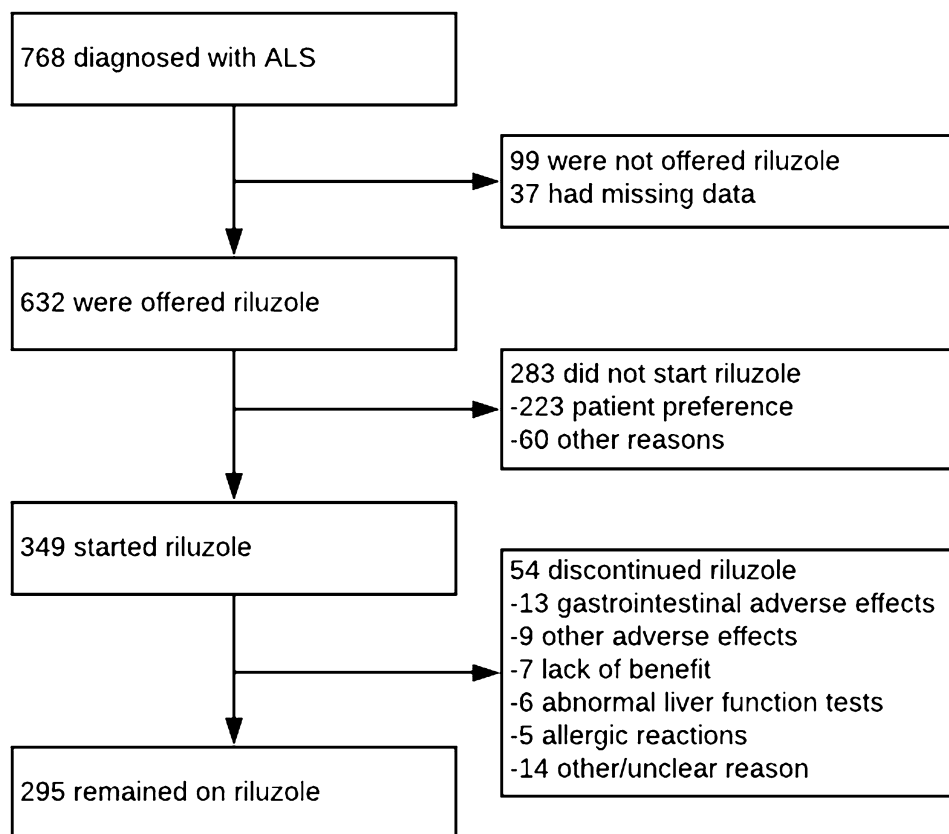 768 diagnosed with ALS
99 were not offered riluzole
37 had missing data
632 were offered riluzole
283 did not start riluzole
-223 patient preference
-60 other reasons
349 started riluzole
54 discontinued riluzole
-13 gastrointestinal adverse effects
-9 other adverse effects
-7 lack of benefit
-6 abnormal liver function tests
-5 allergic reactions
-14 other/unclear reason
295 remained on riluzole